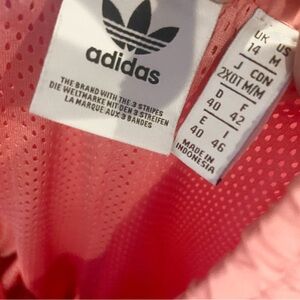 adidas
THE BRAND WITH THE 3 STRIPES
DIE WELTMARKE MIT DEN 3 STREIFEN
LA MARQUE AUX 3 BANDES
UK US
14 M
J CDN
2XOT M/M
D F
40 42
E I
40 46
MADE IN
INDONESIA